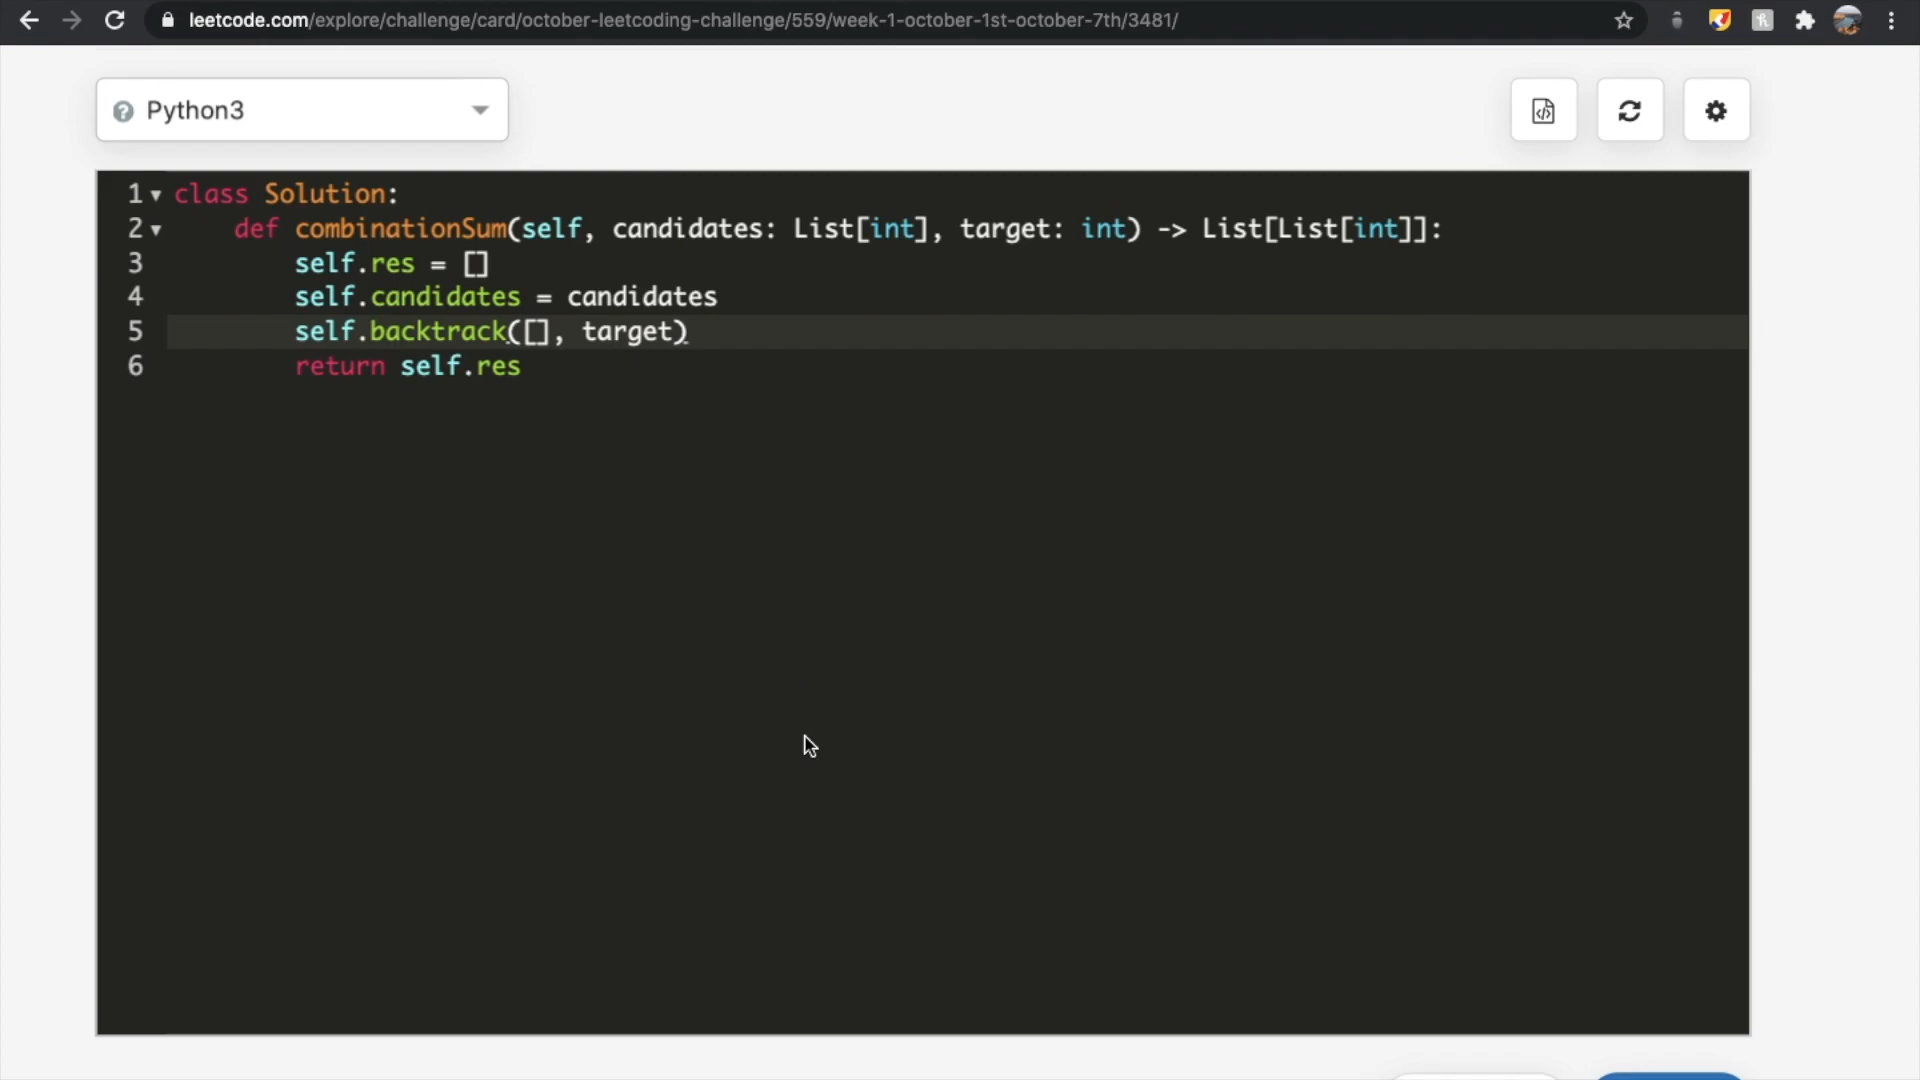 leetcode.com/explore/challenge/card/october-leetcoding-challenge/559/week-1-october-1st-october-7th/3481/
Python3
1 class Solution:
2 def combinationSum(self, candidates: List[int], target: int) -> List[List[int]]:
3 self.res = []
4 self.candidates = candidates
5 self.backtrack([], target)
6 return self.res